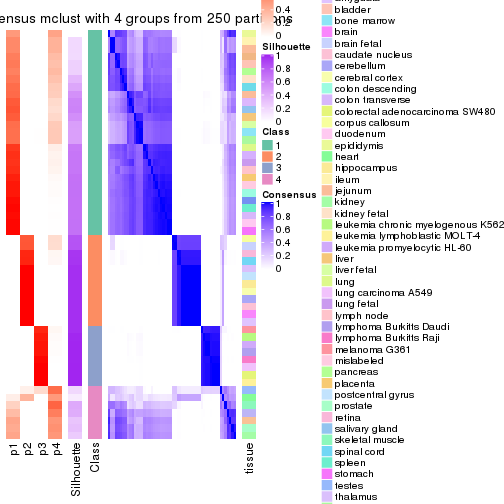 ensus mclust with 4 groups from 250 partitions
0.4
0.2
0
Silhouette
1
0.8
0.6
0.4
0.2
0
Class
1
2
3
4
Consensus
1
0.8
0.6
0.4
0.2
0
bladder
bone marrow
brain
brain fetal
caudate nucleus
cerebellum
cerebral cortex
colon descending
colon transverse
colorectal adenocarcinoma SW480
corpus callosum
duodenum
epididymis
heart
hippocampus
ileum
jejunum
kidney
kidney fetal
leukemia chronic myelogenous K562
leukemia lymphoblastic MOLT-4
leukemia promyelocytic HL-60
liver
liver fetal
lung
lung carcinoma A549
lung fetal
lymph node
lymphoma Burkitts Daudi
lymphoma Burkitts Raji
melanoma G361
mislabeled
pancreas
placenta
postcentral gyrus
prostate
retina
salivary gland
skeletal muscle
spinal cord
spleen
stomach
testes
thalamus
p1
p2
p3
p4
Silhouette
Class
tissue